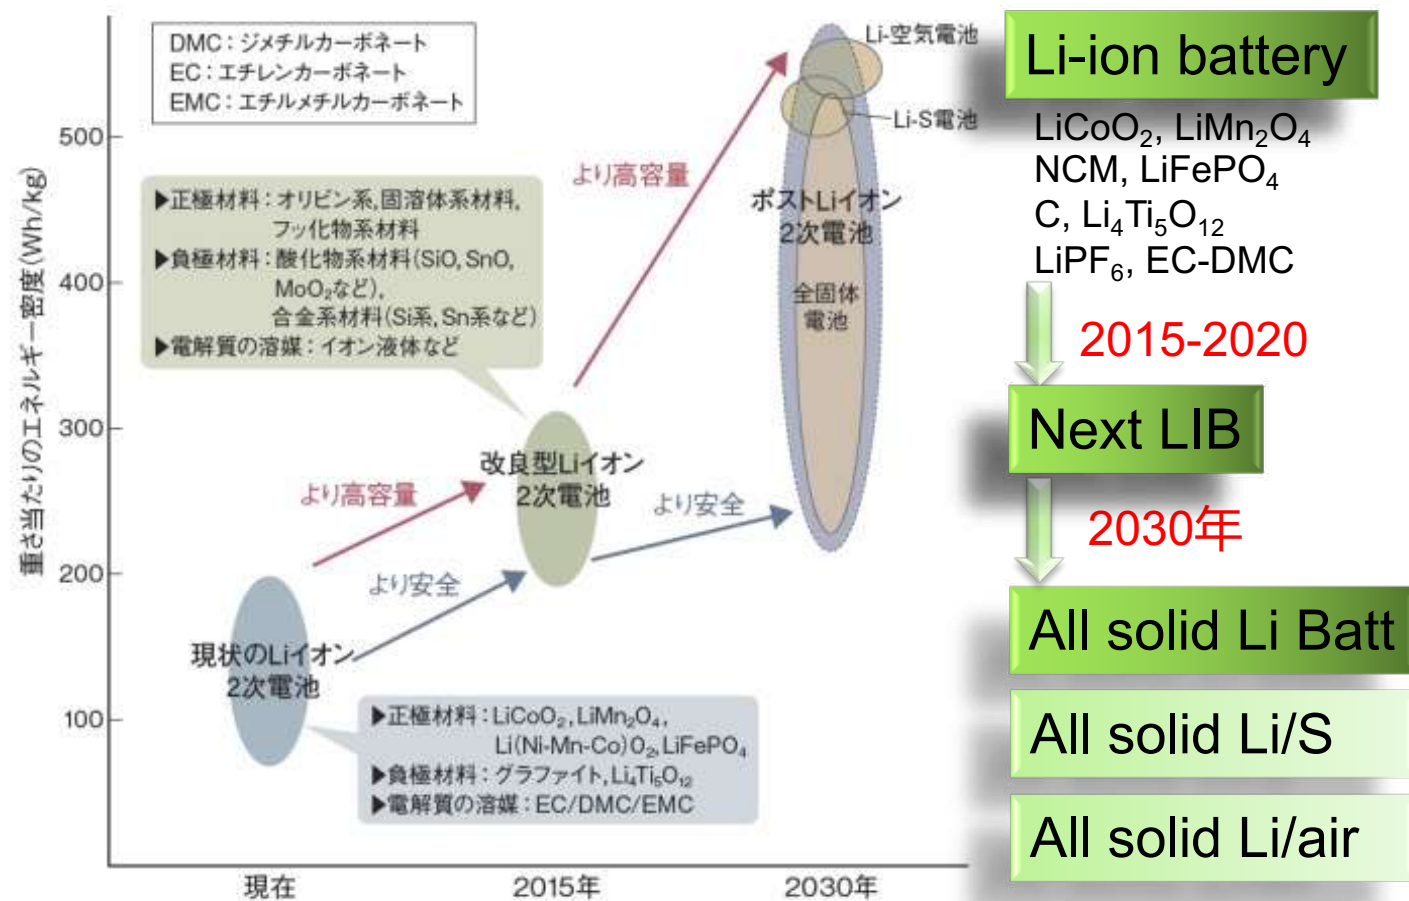 DMC：ジメチルカーボネート
EC：エチレンカーボネート
EMC：エチルメチルカーボネート
重さ当たりのエネルギー密度(Wh/kg)
500
400
300
200
100
現在
2015年
2030年
▶正極材料：オリビン系,固溶体系材料,
フッ化物系材料
▶負極材料：酸化物系材料(SiO, SnO,
MoO₂など),
合金系材料(Si系, Sn系など)
▶電解質の溶媒：イオン液体など
より高容量
Li-空気電池
Li-S電池
ポストLiイオン
2次電池
全固体
電池
改良型Liイオン
2次電池
より高容量
より安全
より安全
現状のLiイオン
2次電池
▶正極材料：LiCoO₂, LiMn₂O₄,
Li(Ni-Mn-Co)O₂, LiFePO₄
▶負極材料：グラファイト, Li₄Ti₅O₁₂
▶電解質の溶媒：EC/DMC/EMC
Li-ion battery
LiCoO₂, LiMn₂O₄
NCM, LiFePO₄
C, Li₄Ti₅O₁₂
LiPF₆, EC-DMC
2015-2020
Next LIB
2030年
All solid Li Batt
All solid Li/S
All solid Li/air